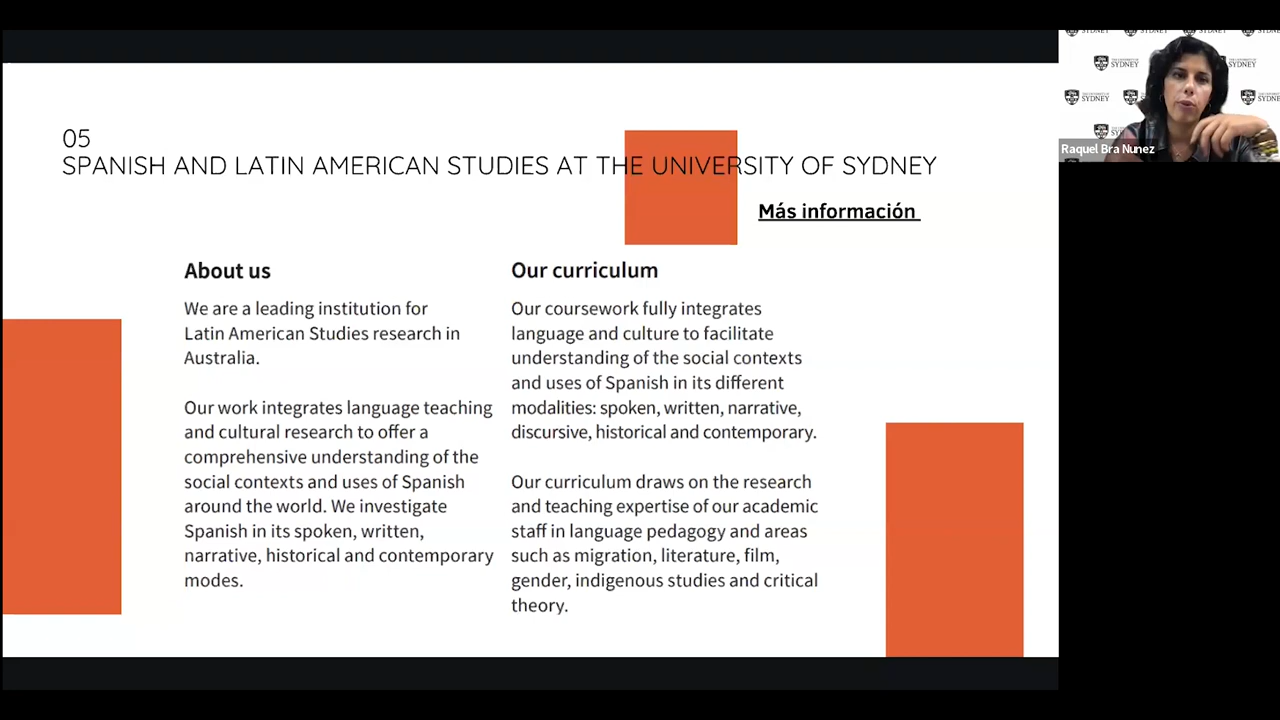 05
SPANISH AND LATIN AMERICAN STUDIES AT THE UNIVERSITY OF SYDNEY
Más información
About us
We are a leading institution for
Latin American Studies research in
Australia.
Our work integrates language teaching
and cultural research to offer a
comprehensive understanding of the
social contexts and uses of Spanish
around the world. We investigate
Spanish in its spoken, written,
narrative, historical and contemporary
modes.
Our curriculum
Our coursework fully integrates
language and culture to facilitate
understanding of the social contexts
and uses of Spanish in its different
modalities: spoken, written, narrative,
discursive, historical and contemporary.
Our curriculum draws on the research
and teaching expertise of our academic
staff in language pedagogy and areas
such as migration, literature, film,
gender, indigenous studies and critical
theory.
SYDNEY
SYDNEY
SYDNEY
Raquel Bra Nunez